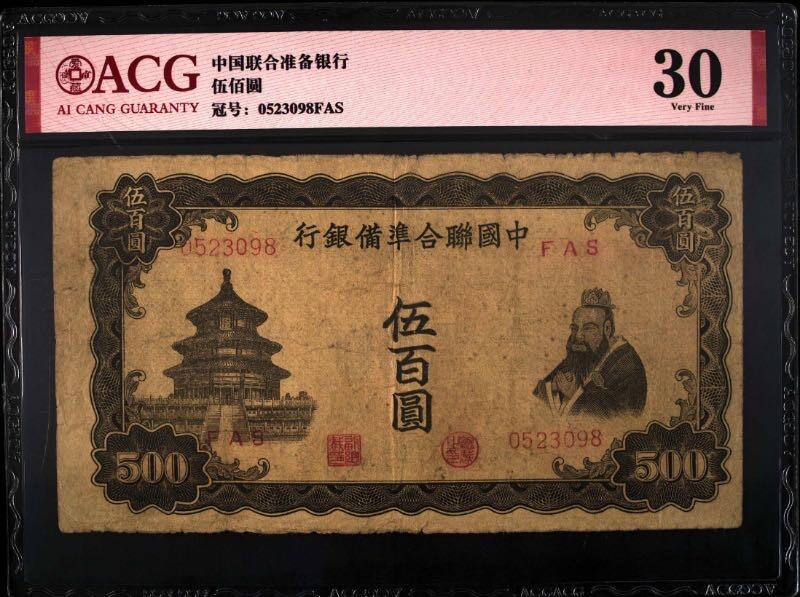 ACG
AI CANG GUARANTY
中国联合准备银行
伍佰圆
冠号：0523098FAS
30
Very Fine
伍百圓
伍百圓
行銀備準合聯國中
0523098
FAS
伍百圓
FAS
0523098
500
500